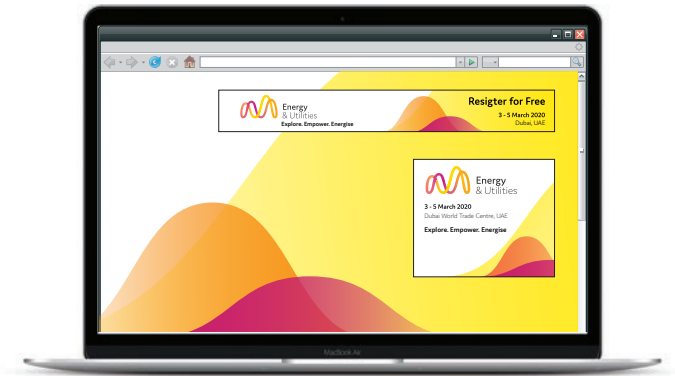 Energy
& Utilities
Explore. Empower. Energise
Resigter for Free
3 - 5 March 2020
Dubai, UAE
Energy
& Utilities
3 - 5 March 2020
Dubai World Trade Centre, UAE
Explore. Empower. Energise
MacBook Air